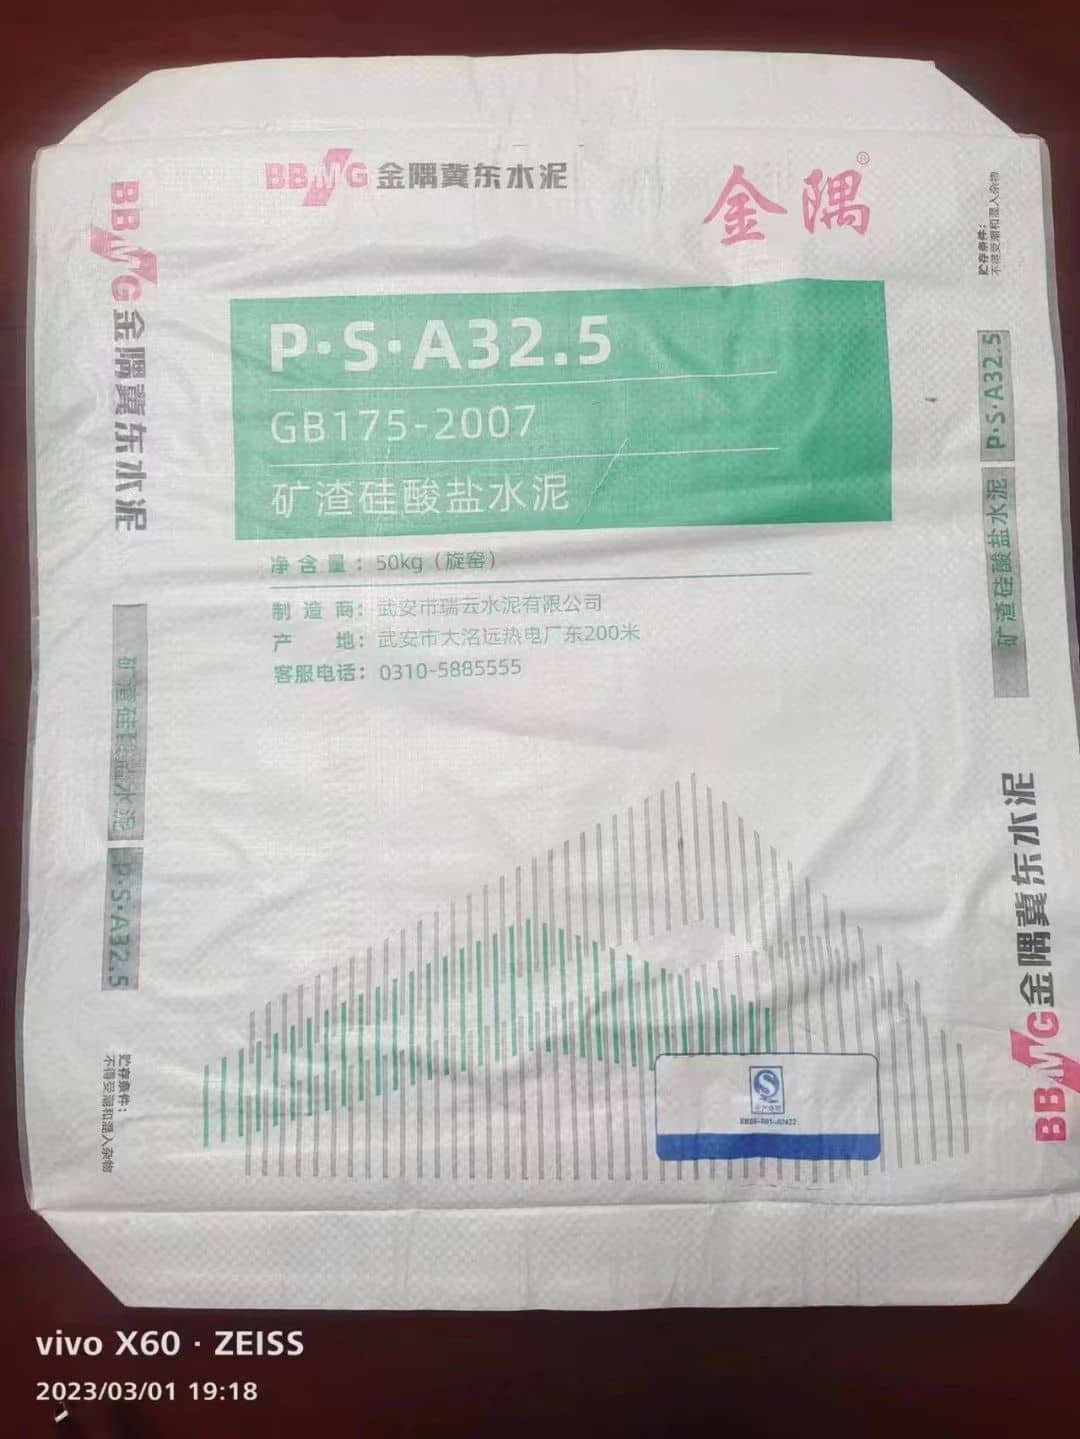 BBMG 金隅冀东水泥
金隅®
P·S·A32.5
GB175-2007
矿渣硅酸盐水泥
净含量：50kg（旋窑）
制造商：武安市瑞云水泥有限公司
产地：武安市大洺远热电厂东200米
客服电话：0310-5885555
BBMG 金隅冀东水泥
矿渣硅酸盐水泥
P·S·A32.5
贮存条件：
不得受潮和混入杂物
贮存条件：
不得受潮和混入杂物
P·S·A32.5
矿渣硅酸盐水泥
BBMG 金隅冀东水泥
vivo X60 · ZEISS
2023/03/01 19:18